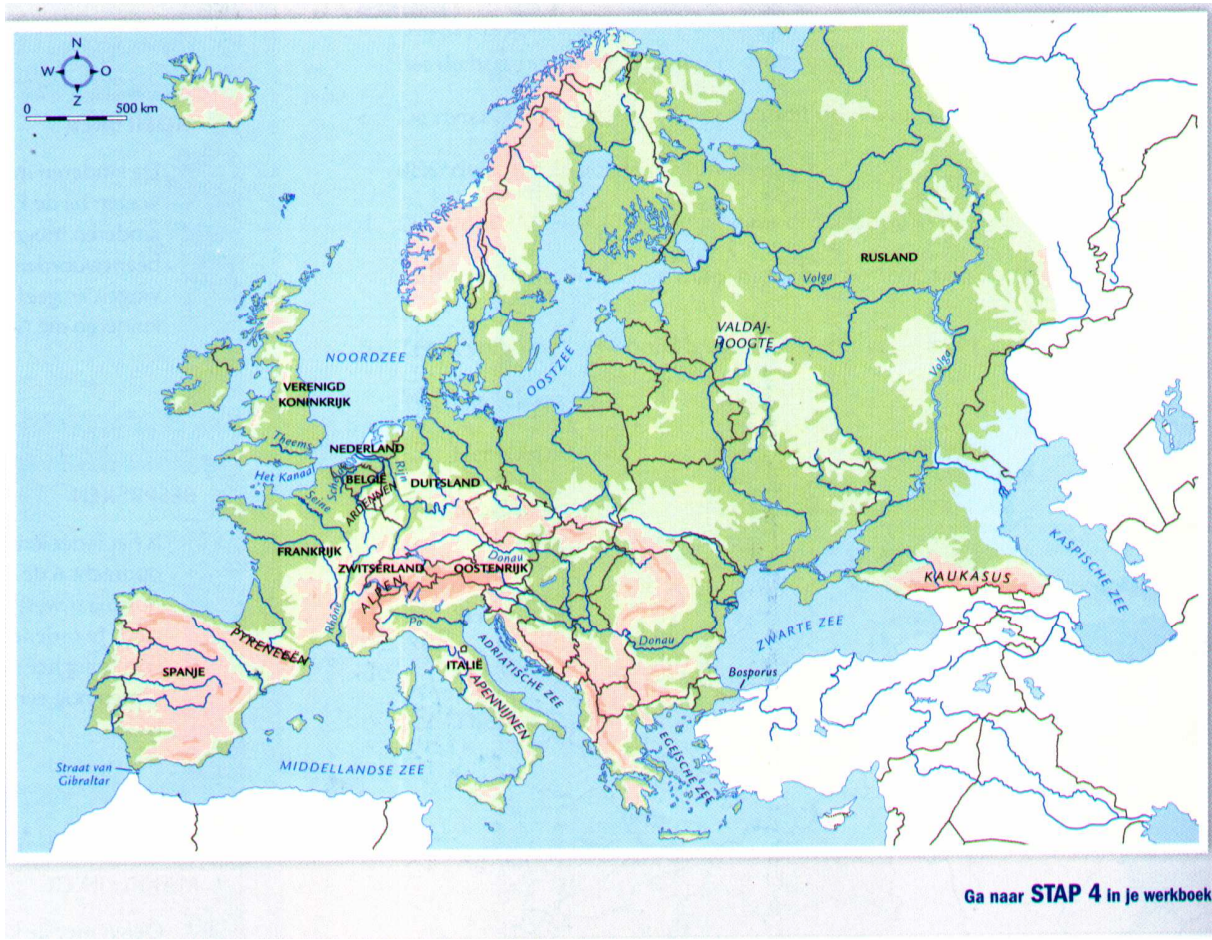 N
W O
Z
0 500 km
RUSLAND
Volga
NOORDZEE
VALDAJ-
HOOGTE
OOSTZEE
Volga
VERENIGD
KONINKRIJK
Theems
NEDERLAND
Het Kanaal
Schelde
BELGIË
Rijn
DUITSLAND
Seine
ARDENNEN
FRANKRIJK
ZWITSERLAND
Donau
OOSTENRIJK
ALPEN
KAUKASUS
KASPISCHE ZEE
Rhône
Po
ZWARTE ZEE
PYRENEEËN
ADRIATISCHE ZEE
Donau
SPANJE
ITALIË
APENNIJNEN
Bosporus
EGEÏSCHE ZEE
Straat van
Gibraltar
MIDDELLANDSE ZEE
Ga naar STAP 4 in je werkboek